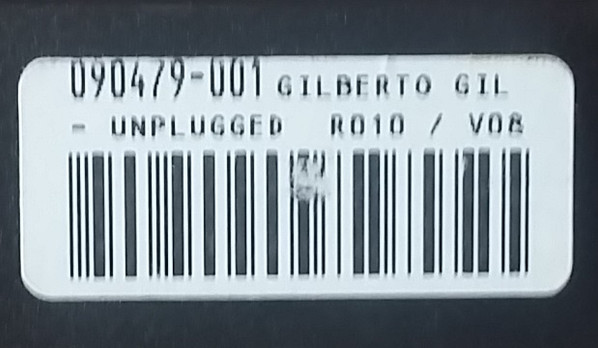 090479-001 GILBERTO GIL
- UNPLUGGED R010 / V08